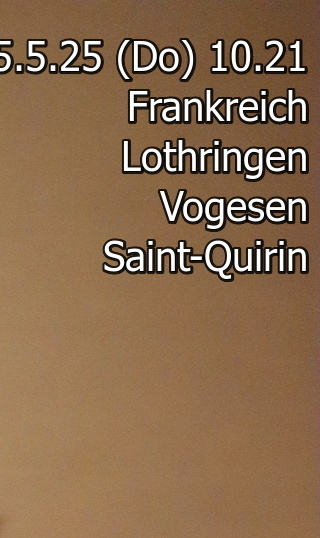 5.5.25 (Do) 10.21
Frankreich
Lothringen
Vogesen
Saint-Quirin